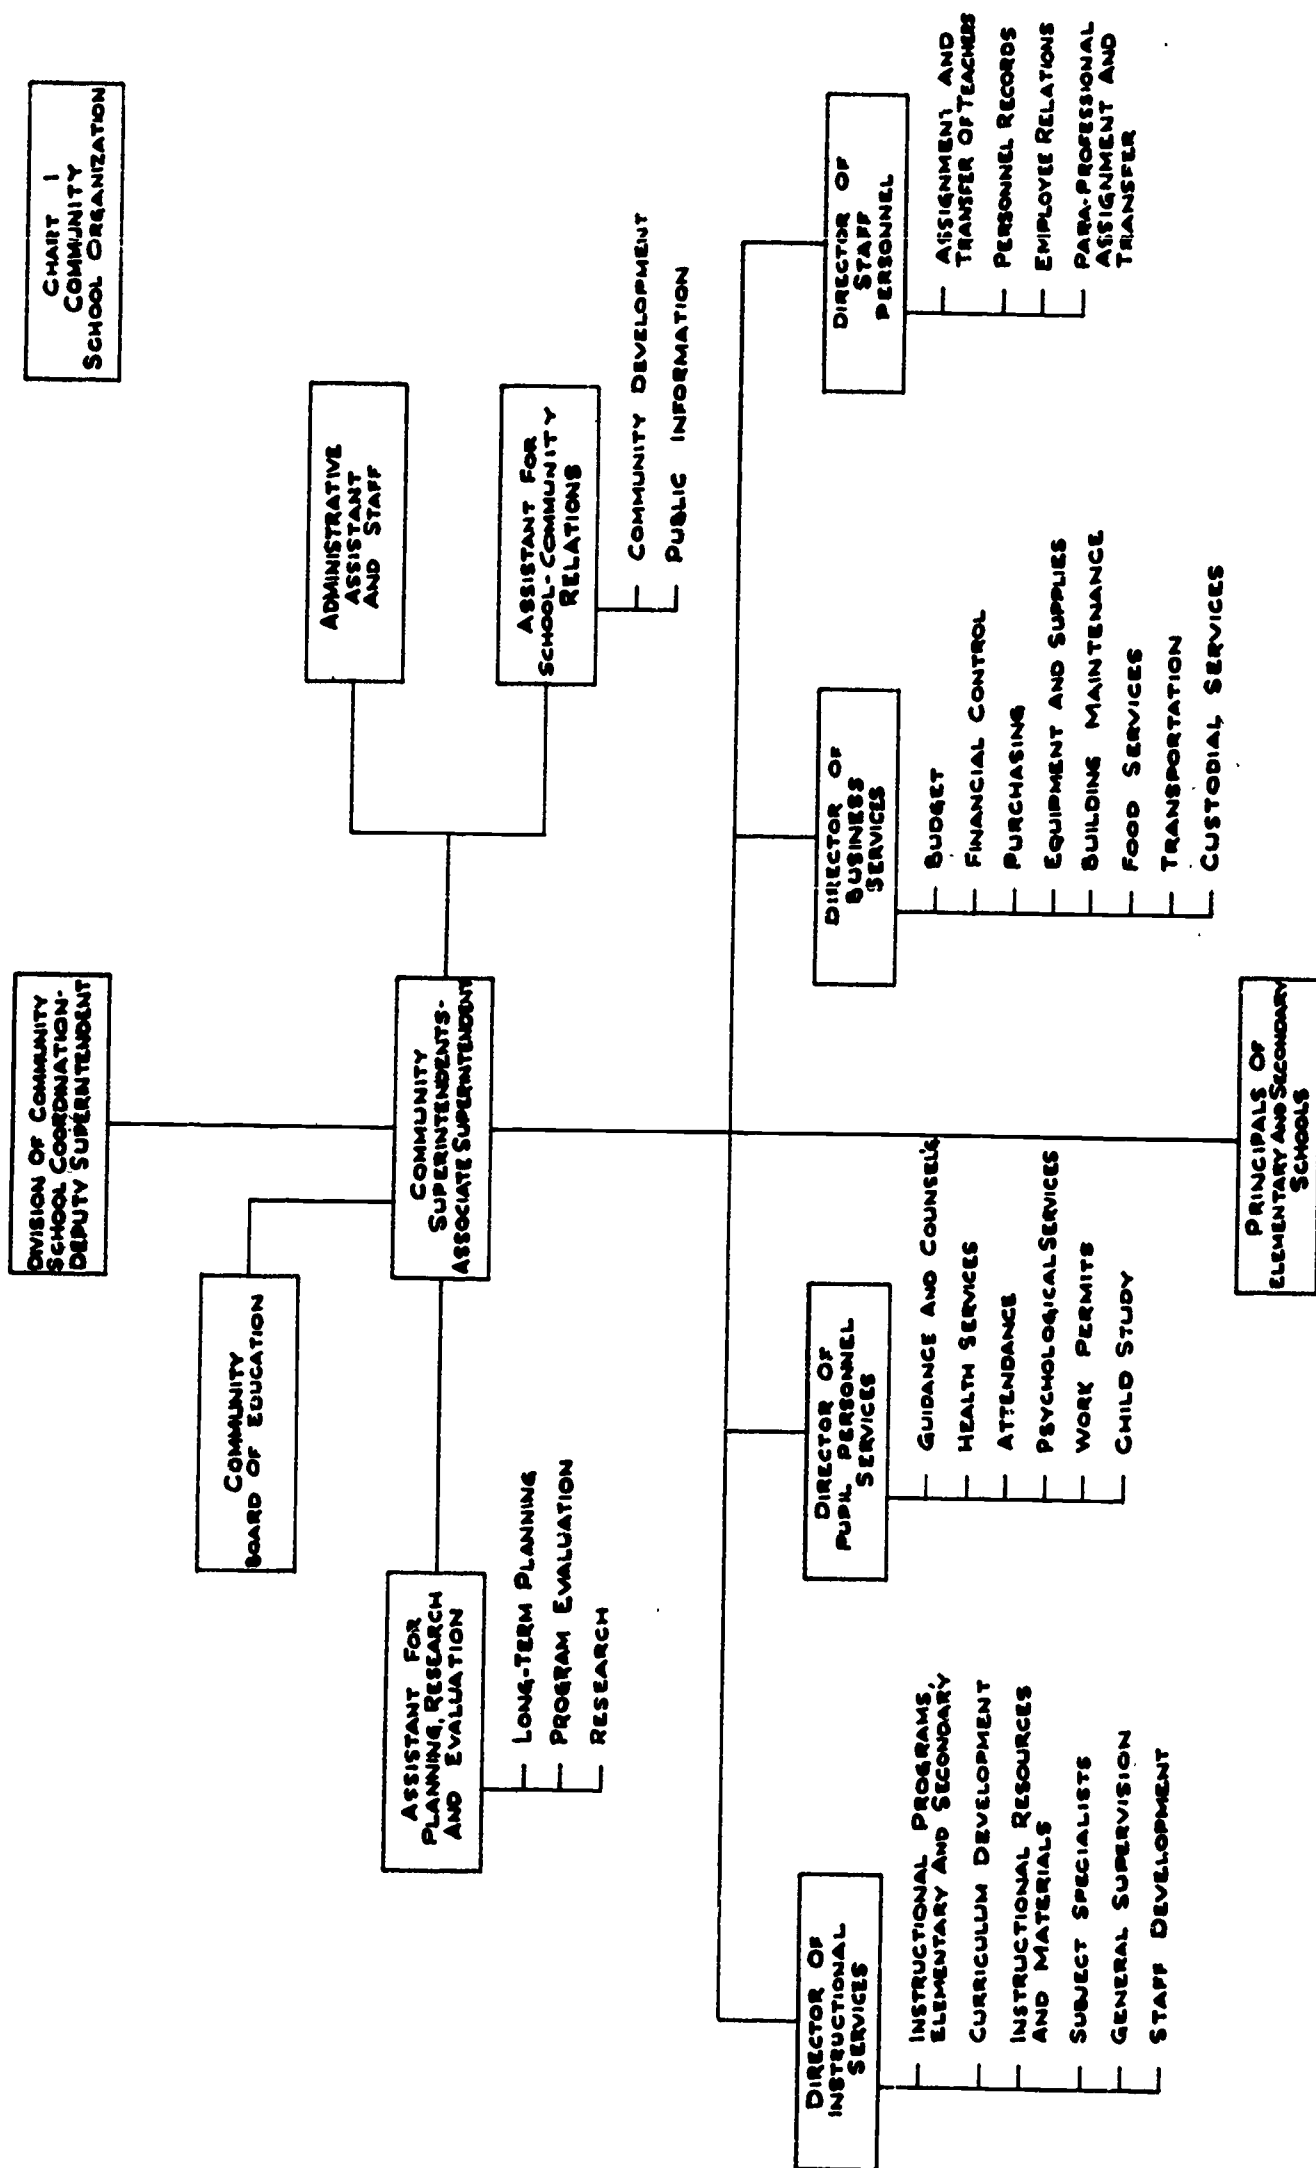 CHART 1
COMMUNITY
SCHOOL ORGANIZATION
DIVISION OF COMMUNITY
SCHOOL COORDINATION-
DEPUTY SUPERINTENDENT
COMMUNITY
BOARD OF EDUCATION
ADMINISTRATIVE
ASSISTANT
AND STAFF
ASSISTANT FOR
PLANNING, RESEARCH
AND EVALUATION
LONG-TERM PLANNING
PROGRAM EVALUATION
RESEARCH
COMMUNITY
SUPERINTENDENTS-
ASSOCIATE SUPERINTENDENT
ASSISTANT FOR
SCHOOL-COMMUNITY
RELATIONS
COMMUNITY DEVELOPMENT
PUBLIC INFORMATION
DIRECTOR OF
INSTRUCTIONAL
SERVICES
INSTRUCTIONAL PROGRAMS,
ELEMENTARY AND SECONDARY
CURRICULUM DEVELOPMENT
INSTRUCTIONAL RESOURCES
AND MATERIALS
SUBJECT SPECIALISTS
GENERAL SUPERVISION
STAFF DEVELOPMENT
DIRECTOR OF
PUPIL PERSONNEL
SERVICES
GUIDANCE AND COUNSEL'G
HEALTH SERVICES
ATTENDANCE
PSYCHOLOGICAL SERVICES
WORK PERMITS
CHILD STUDY
DIRECTOR OF
BUSINESS
SERVICES
BUDGET
FINANCIAL CONTROL
PURCHASING
EQUIPMENT AND SUPPLIES
BUILDING MAINTENANCE
FOOD SERVICES
TRANSPORTATION
CUSTODIAL SERVICES
DIRECTOR OF
STAFF
PERSONNEL
ASSIGNMENT AND
TRANSFER OF TEACHERS
PERSONNEL RECORDS
EMPLOYEE RELATIONS
PARA-PROFESSIONAL
ASSIGNMENT AND
TRANSFER
PRINCIPALS OF
ELEMENTARY AND SECONDARY
SCHOOLS